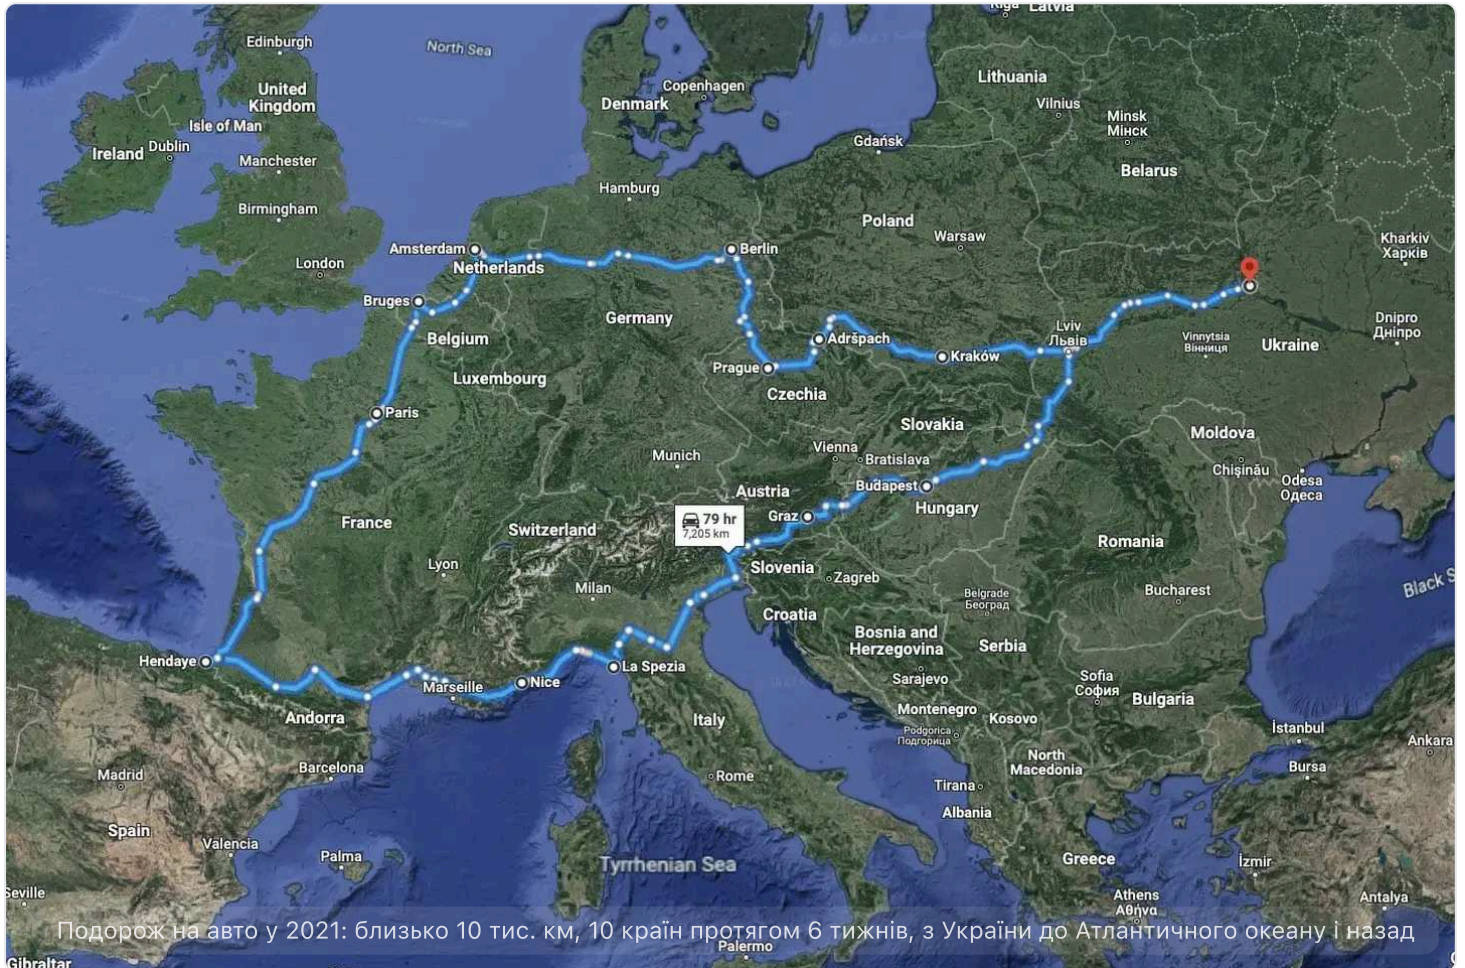 Riga
Latvia
Edinburgh
North Sea
United
Kingdom
Copenhagen
Denmark
Lithuania
Vilnius
Isle of Man
Ireland
Dublin
Manchester
Gdańsk
Minsk
Мінск
Belarus
Hamburg
Birmingham
Poland
Warsaw
Amsterdam
Netherlands
Berlin
Kharkiv
Харків
London
Bruges
Belgium
Germany
Adršpach
Kraków
Lviv
Львів
Vinnytsia
Вінниця
Ukraine
Dnipro
Дніпро
Luxembourg
Prague
Czechia
Paris
Slovakia
Moldova
Chișinău
Odesa
Одеса
Munich
Vienna
Bratislava
Budapest
Austria
Hungary
France
Switzerland
79 hr
7,205 km
Graz
Romania
Lyon
Milan
Slovenia
Zagreb
Belgrade
Београд
Bucharest
Black S
Croatia
Bosnia and
Herzegovina
Serbia
Hendaye
Marseille
Nice
La Spezia
Sarajevo
Sofia
София
Bulgaria
Andorra
Italy
Montenegro
Kosovo
Podgorica
Подгорица
İstanbul
Ankara
Madrid
Barcelona
Rome
North
Macedonia
Bursa
Tirana
Albania
Spain
Valencia
Palma
Tyrrhenian Sea
Greece
İzmir
Seville
Athens
Αθήνα
Antalya
Подорож на авто у 2021: близько 10 тис. км, 10 країн протягом 6 тижнів, з України до Атлантичного океану і назад
Palermo
Gibraltar